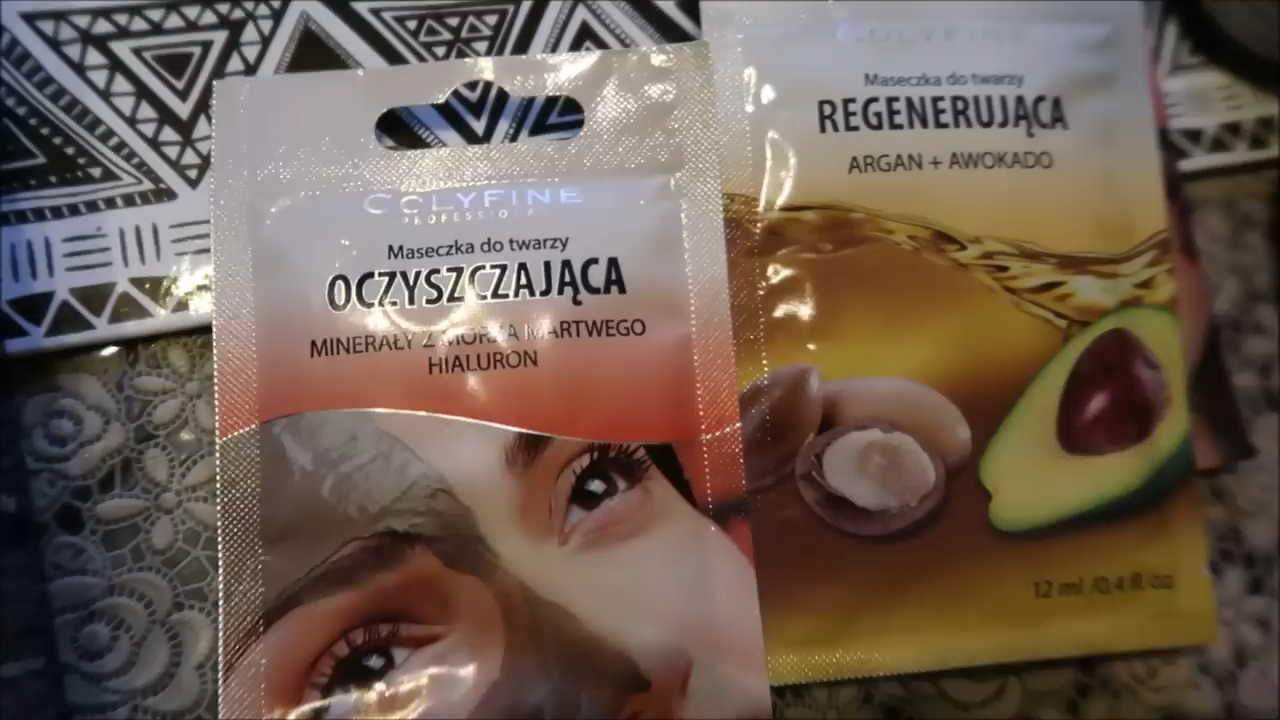 COLYFINE
PROFESSIONAL
Maseczka do twarzy
OCZYSZCZAJĄCA
MINERAŁY Z MORZA MARTWEGO
HIALURON
COLYFINE
Maseczka do twarzy
REGENERUJĄCA
ARGAN + AWOKADO
12 ml /0.4 fl oz